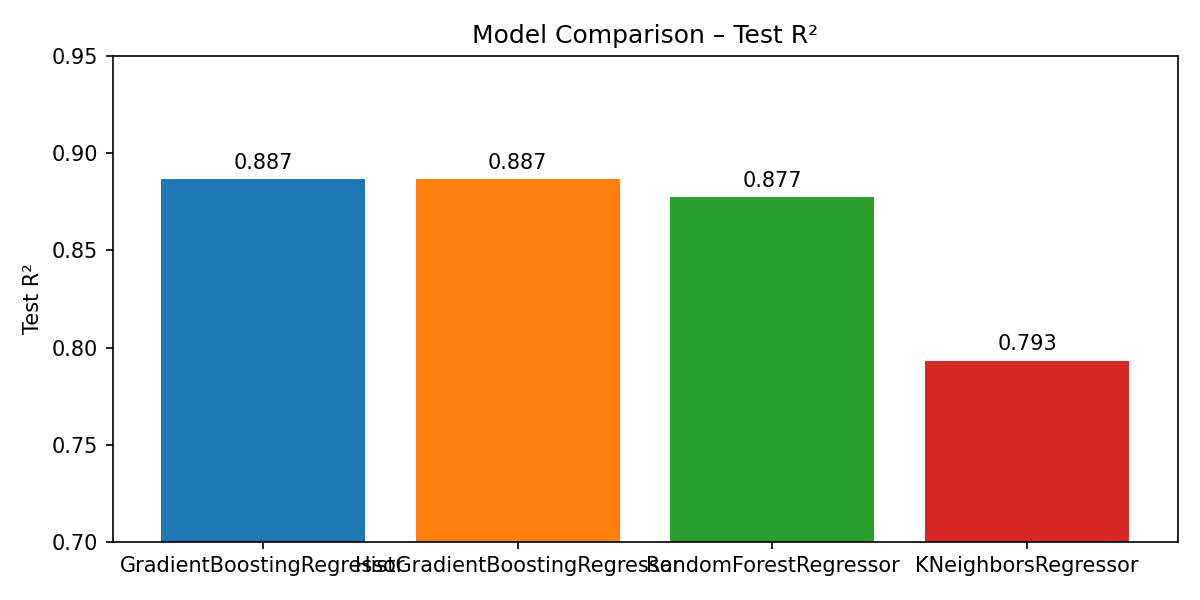 Model Comparison – Test R²
Test R²
0.95
0.90
0.85
0.80
0.75
0.70
0.887
0.887
0.877
0.793
GradientBoostingRegressor
HistGradientBoostingRegressor
RandomForestRegressor
KNeighborsRegressor